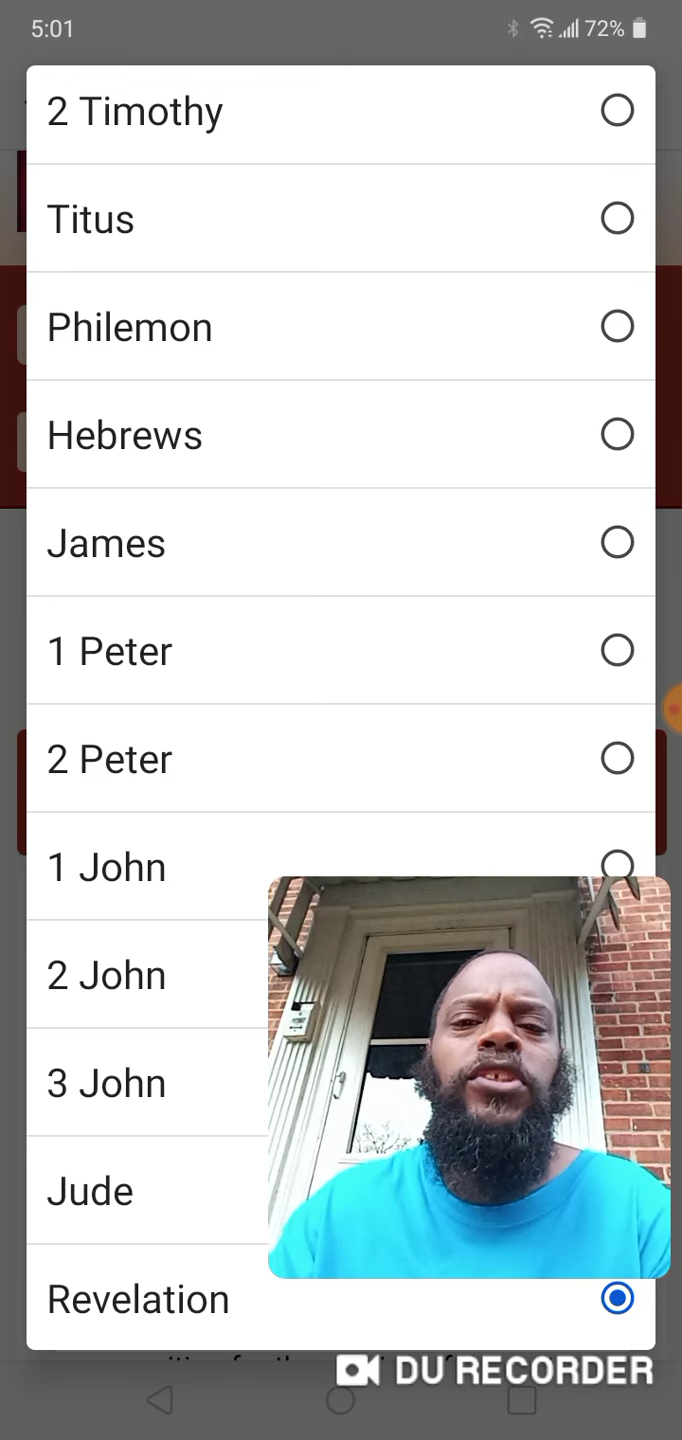 5:01
72%
2 Timothy
Titus
Philemon
Hebrews
James
1 Peter
2 Peter
1 John
2 John
3 John
Jude
Revelation
DU RECORDER